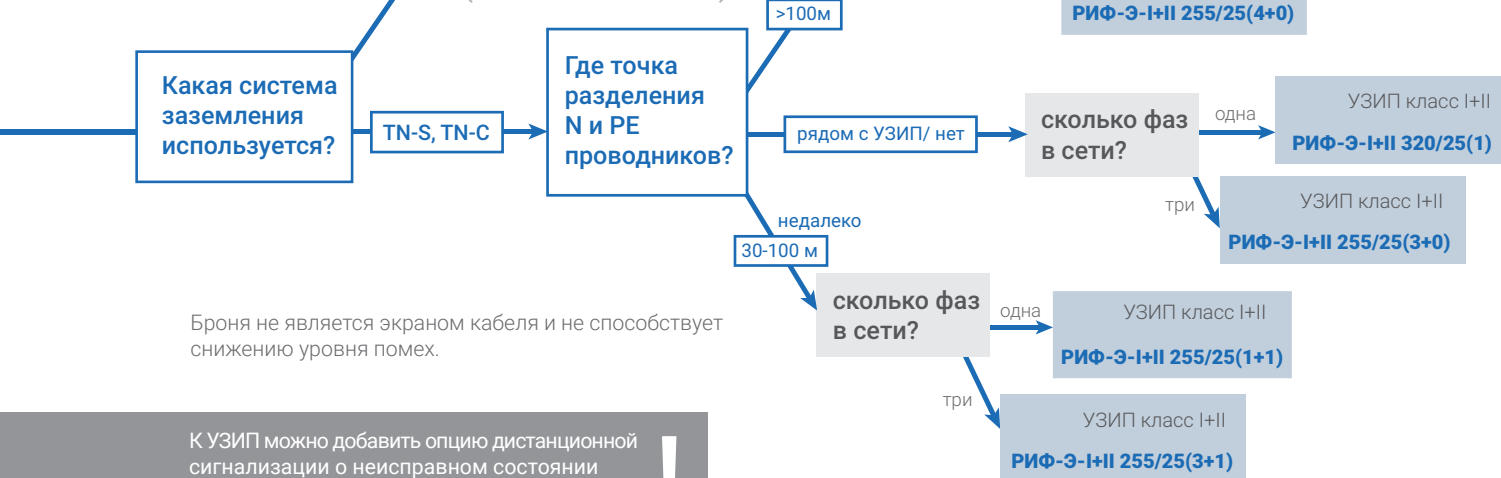 >100м
РИФ-Э-I+II 255/25(4+0)
Какая система
заземления
используется?
TN-S, TN-C
Где точка
разделения
N и PE
проводников?
рядом с УЗИП/ нет
сколько фаз
в сети?
одна
УЗИП класс I+II
РИФ-Э-I+II 320/25(1)
три
УЗИП класс I+II
РИФ-Э-I+II 255/25(3+0)
недалеко
30-100 м
сколько фаз
в сети?
одна
УЗИП класс I+II
РИФ-Э-I+II 255/25(1+1)
три
УЗИП класс I+II
РИФ-Э-I+II 255/25(3+1)
Броня не является экраном кабеля и не способствует
снижению уровня помех.
К УЗИП можно добавить опцию дистанционной
сигнализации о неисправном состоянии
!